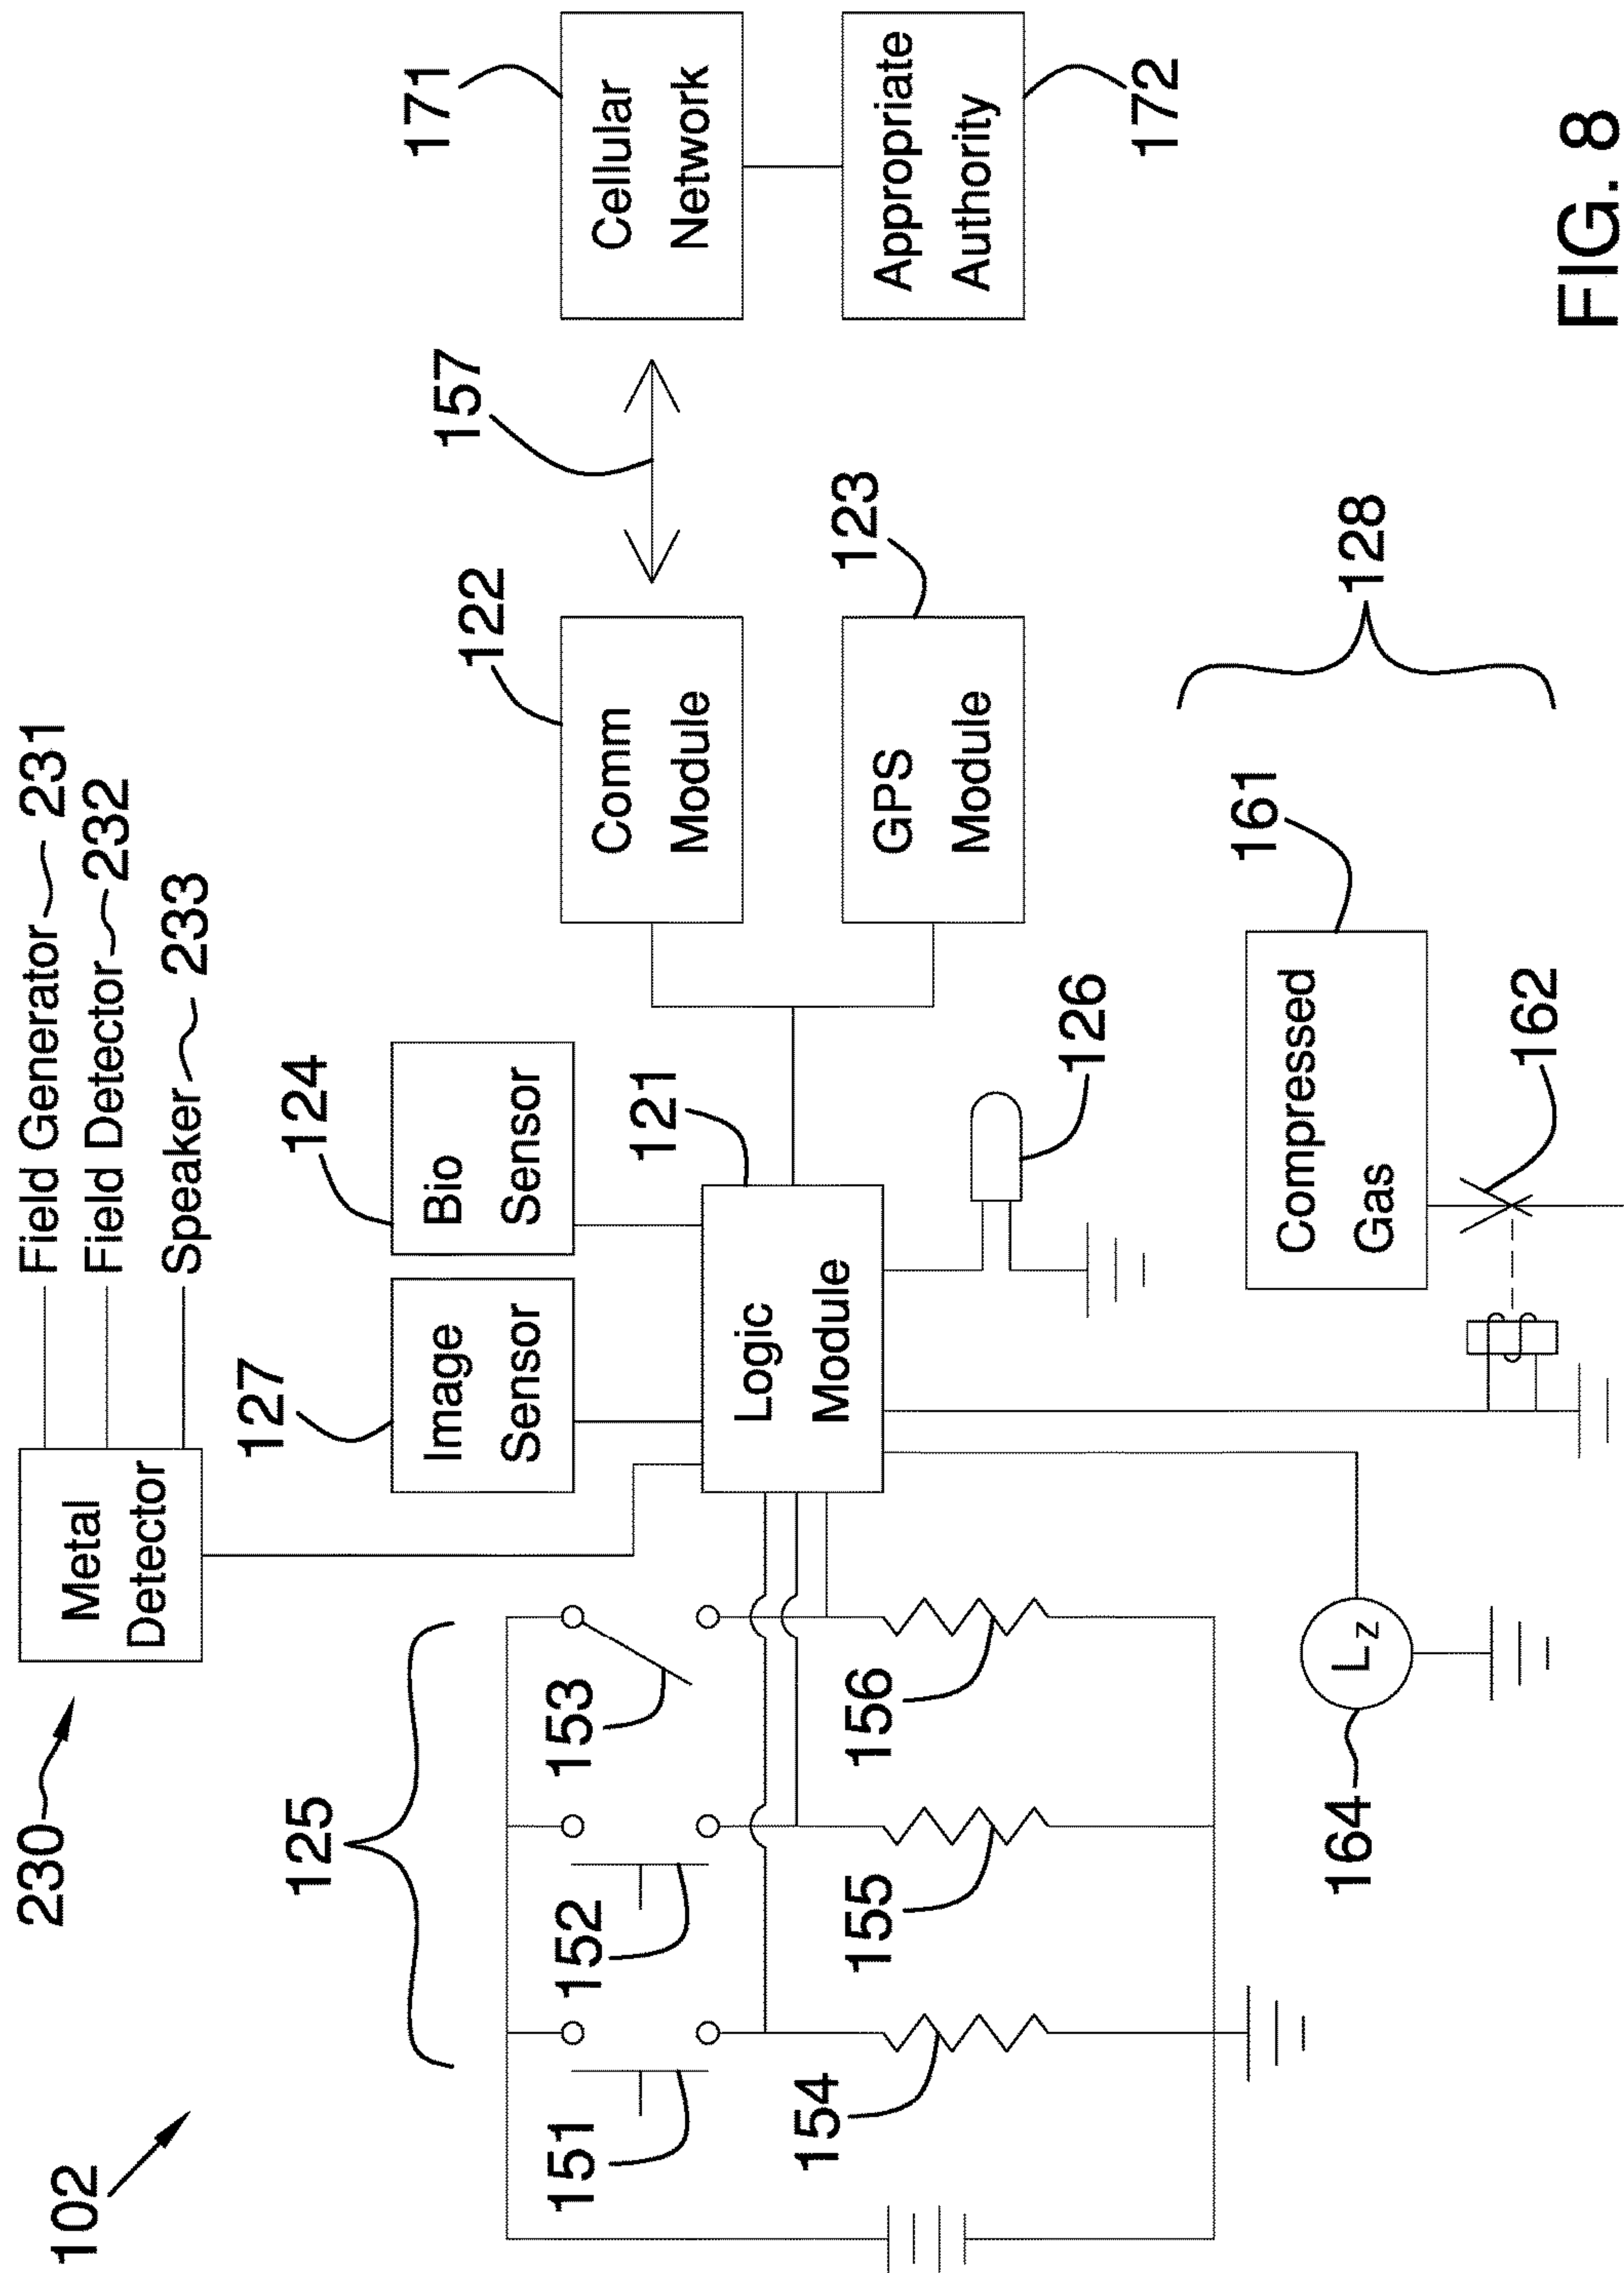 102
230
Metal
Detector
Field Generator 231
Field Detector 232
Speaker 233
125
127
Image
Sensor
124
Bio
Sensor
151
152
153
154
155
156
121
Logic
Module
122
Comm
Module
157
171
Cellular
Network
123
GPS
Module
Appropriate
Authority
172
126
164
Lz
128
161
Compressed
Gas
162
FIG. 8